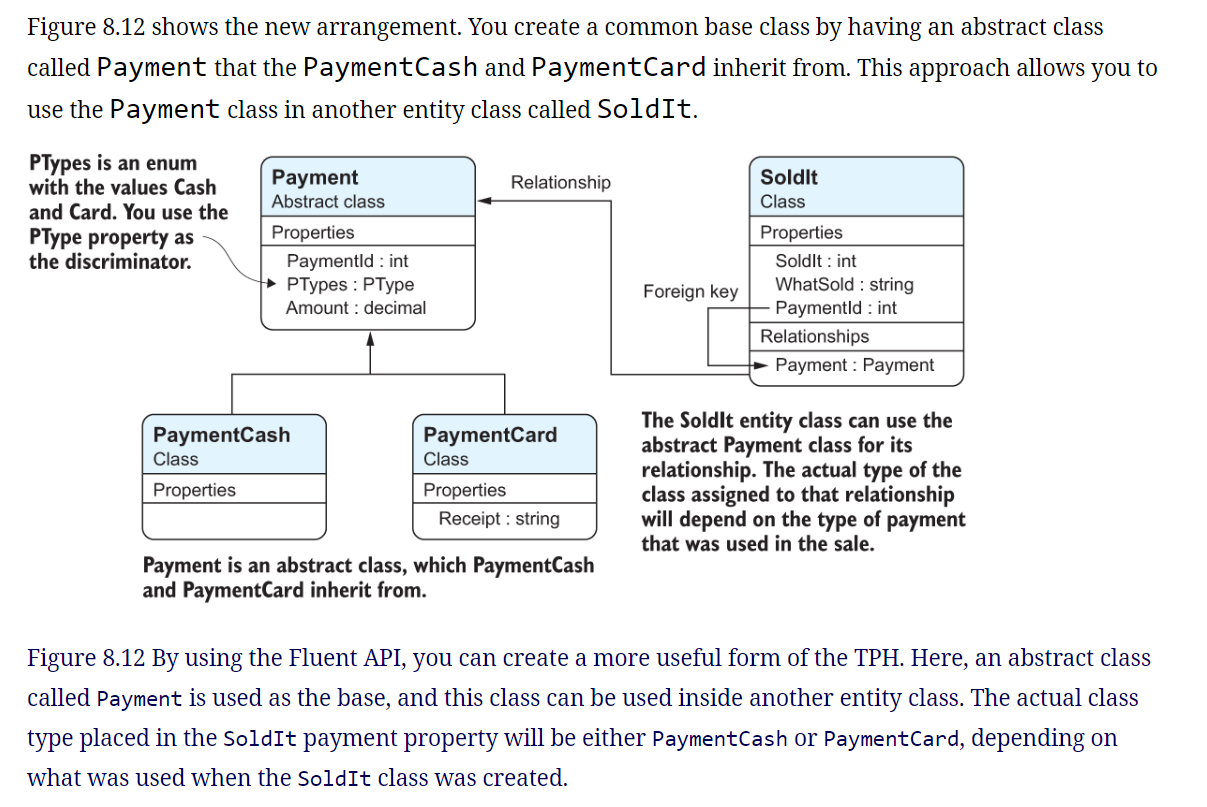 Figure 8.12 shows the new arrangement. You create a common base class by having an abstract class
called Payment that the PaymentCash and PaymentCard inherit from. This approach allows you to
use the Payment class in another entity class called SoldIt.
PTypes is an enum
with the values Cash
and Card. You use the
PType property as
the discriminator.
Payment
Abstract class
Properties
PaymentId : int
PTypes : PType
Amount : decimal
Relationship
SoldIt
Class
Properties
SoldIt : int
WhatSold : string
PaymentId : int
Foreign key
Relationships
Payment : Payment
PaymentCash
Class
Properties
PaymentCard
Class
Properties
Receipt : string
The SoldIt entity class can use the
abstract Payment class for its
relationship. The actual type of the
class assigned to that relationship
will depend on the type of payment
that was used in the sale.
Payment is an abstract class, which PaymentCash
and PaymentCard inherit from.
Figure 8.12 By using the Fluent API, you can create a more useful form of the TPH. Here, an abstract class
called Payment is used as the base, and this class can be used inside another entity class. The actual class
type placed in the SoldIt payment property will be either PaymentCash or PaymentCard, depending on
what was used when the SoldIt class was created.